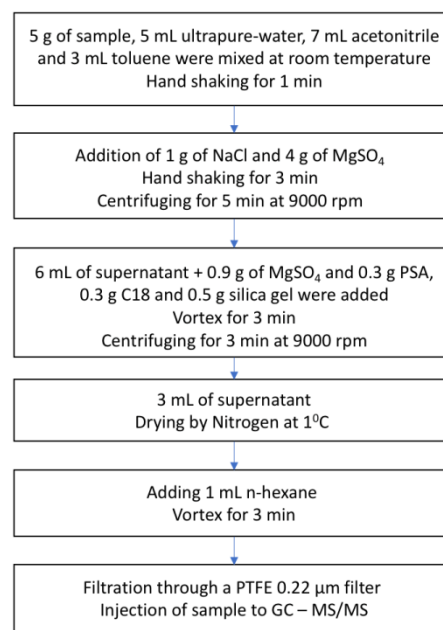 5 g of sample, 5 mL ultrapure-water, 7 mL acetonitrile
and 3 mL toluene were mixed at room temperature
Hand shaking for 1 min
Addition of 1 g of NaCl and 4 g of MgSO₄
Hand shaking for 3 min
Centrifuging for 5 min at 9000 rpm
6 mL of supernatant + 0.9 g of MgSO₄ and 0.3 g PSA,
0.3 g C18 and 0.5 g silica gel were added
Vortex for 3 min
Centrifuging for 3 min at 9000 rpm
3 mL of supernatant
Drying by Nitrogen at 1⁰C
Adding 1 mL n-hexane
Vortex for 3 min
Filtration through a PTFE 0.22 µm filter
Injection of sample to GC – MS/MS